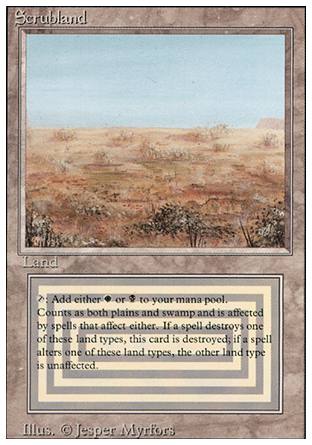 Scrubland
Land
: Add either or to your mana pool.
Counts as both plains and swamp and is affected
by spells that affect either. If a spell destroys one
of these land types, this card is destroyed; if a spell
alters one of these land types, the other land type
is unaffected.
Illus. © Jesper Myrfors